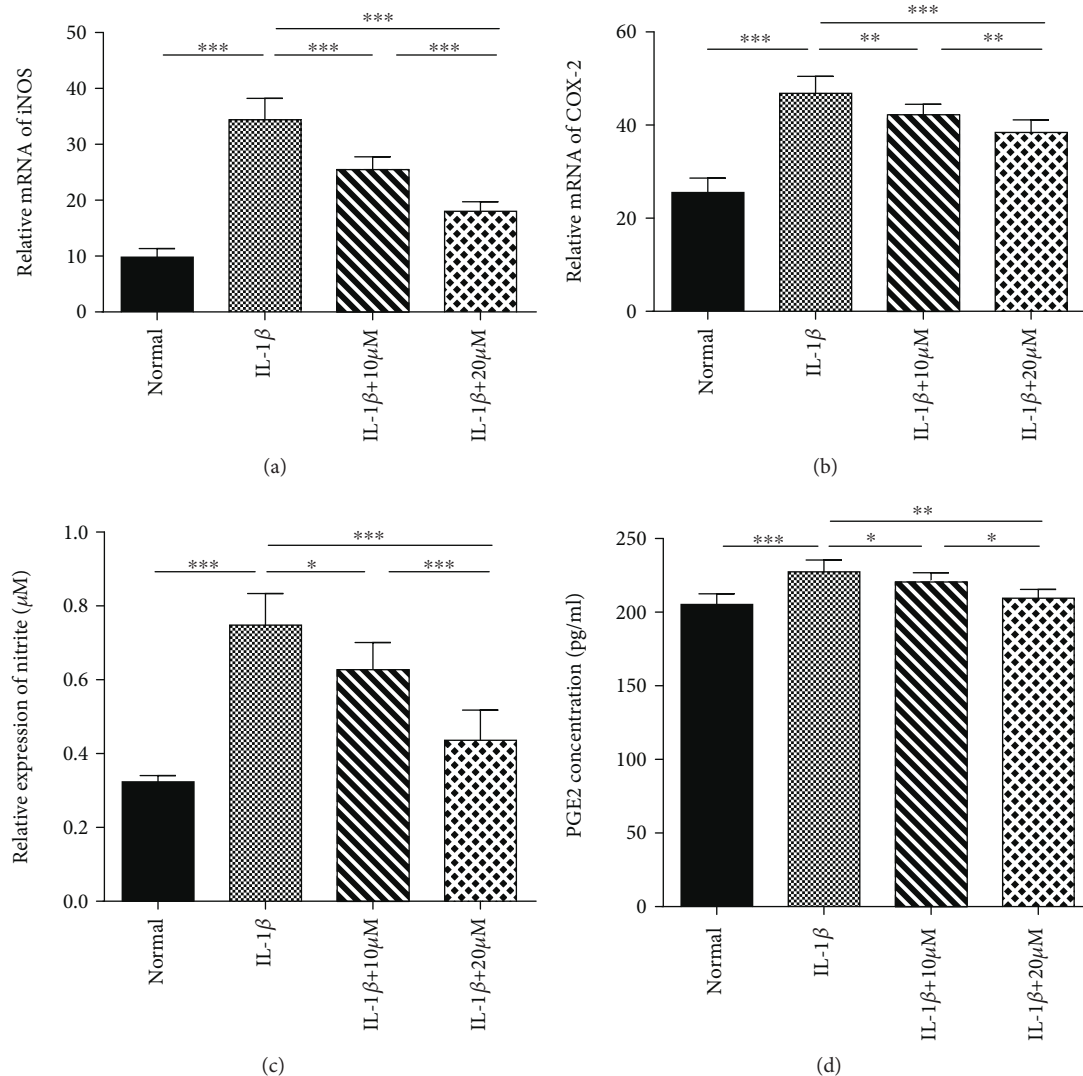 ***
*** *** ***
50
40
30
20
10
0
Relative mRNA of iNOS
Normal
IL-1β
IL-1β+10μM
IL-1β+20μM
(a)
***
*** ** **
60
40
20
0
Relative mRNA of COX-2
Normal
IL-1β
IL-1β+10μM
IL-1β+20μM
(b)
***
*** * ***
1.0
0.8
0.6
0.4
0.2
0.0
Relative expression of nitrite (μM)
Normal
IL-1β
IL-1β+10μM
IL-1β+20μM
(c)
**
*** * *
250
200
150
100
50
0
PGE2 concentration (pg/ml)
Normal
IL-1β
IL-1β+10μM
IL-1β+20μM
(d)